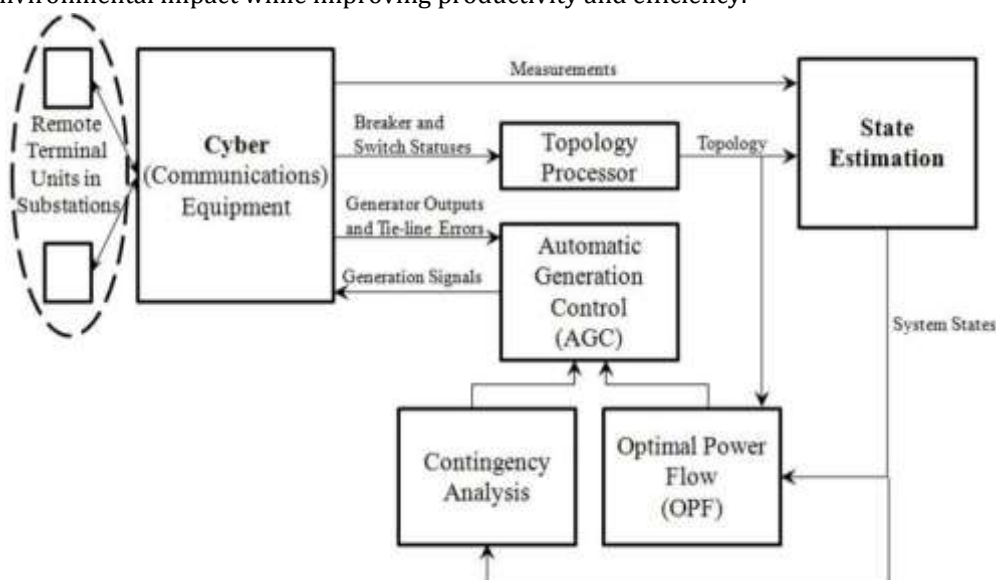 environmental impact while improving productivity and efficiency.
Measurements
Remote
Terminal
Units in
Substations
Cyber
(Communications)
Equipment
Breaker and
Switch Statuses
Topology
Processor
Topology
State
Estimation
Generator Outputs
and Tie-line Errors
Generation Signals
Automatic
Generation
Control
(AGC)
System States
Contingency
Analysis
Optimal Power
Flow
(OPF)